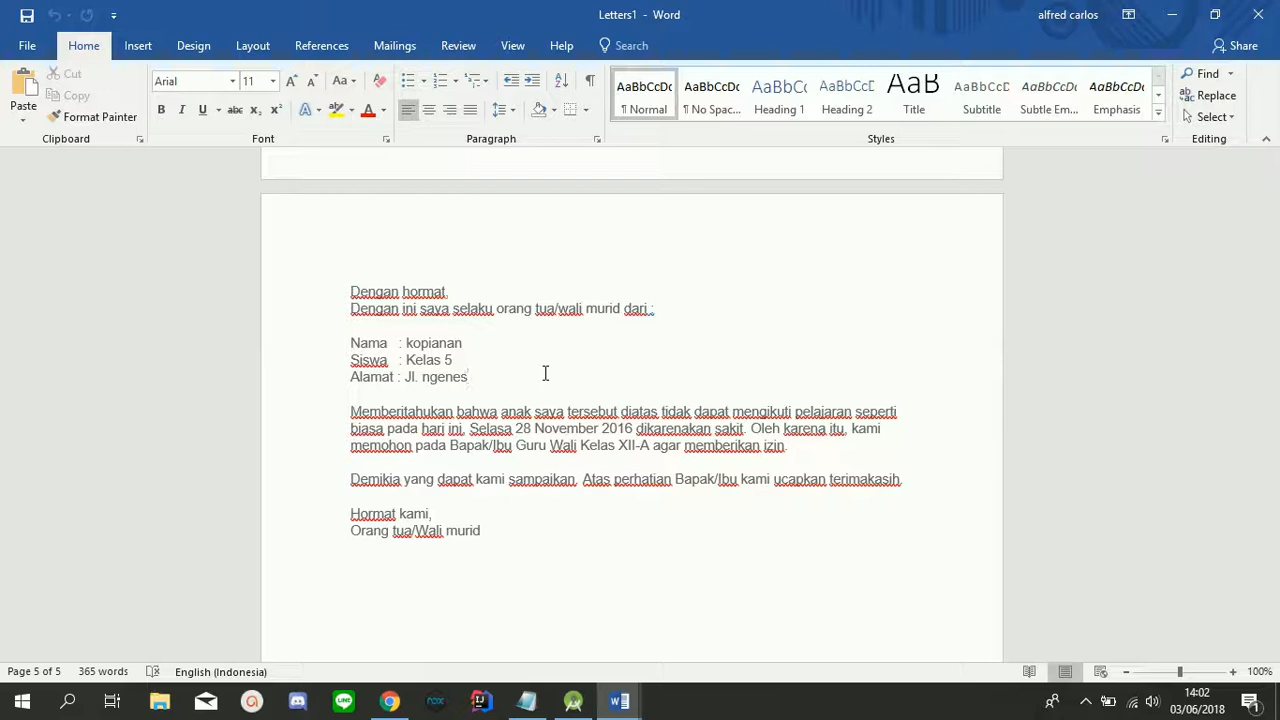 Letters1 - Word
alfred carlos
File Home Insert Design Layout References Mailings Review View Help Search
Share
Paste
Cut
Copy
Format Painter
Arial 11
AaBbCcDc AaBbCcDc AaBbCc AaBbCcD AaB AaBbCcD AaBbCcDc AaBbCcDc
¶ Normal ¶ No Spac... Heading 1 Heading 2 Title Subtitle Subtle Em... Emphasis
Find
Replace
Select
Clipboard Font Paragraph Styles Editing
Dengan hormat,
Dengan ini saya selaku orang tua/wali murid dari :
Nama : kopianan
Siswa : Kelas 5
Alamat : Jl. ngenes
Memberitahukan bahwa anak saya tersebut diatas tidak dapat mengikuti pelajaran seperti
biasa pada hari ini, Selasa 28 November 2016 dikarenakan sakit. Oleh karena itu, kami
memohon pada Bapak/Ibu Guru Wali Kelas XII-A agar memberikan izin.
Demikia yang dapat kami sampaikan. Atas perhatian Bapak/Ibu kami ucapkan terimakasih.
Hormat kami,
Orang tua/Wali murid
Page 5 of 5 365 words English (Indonesia) 100%
14:02
03/06/2018